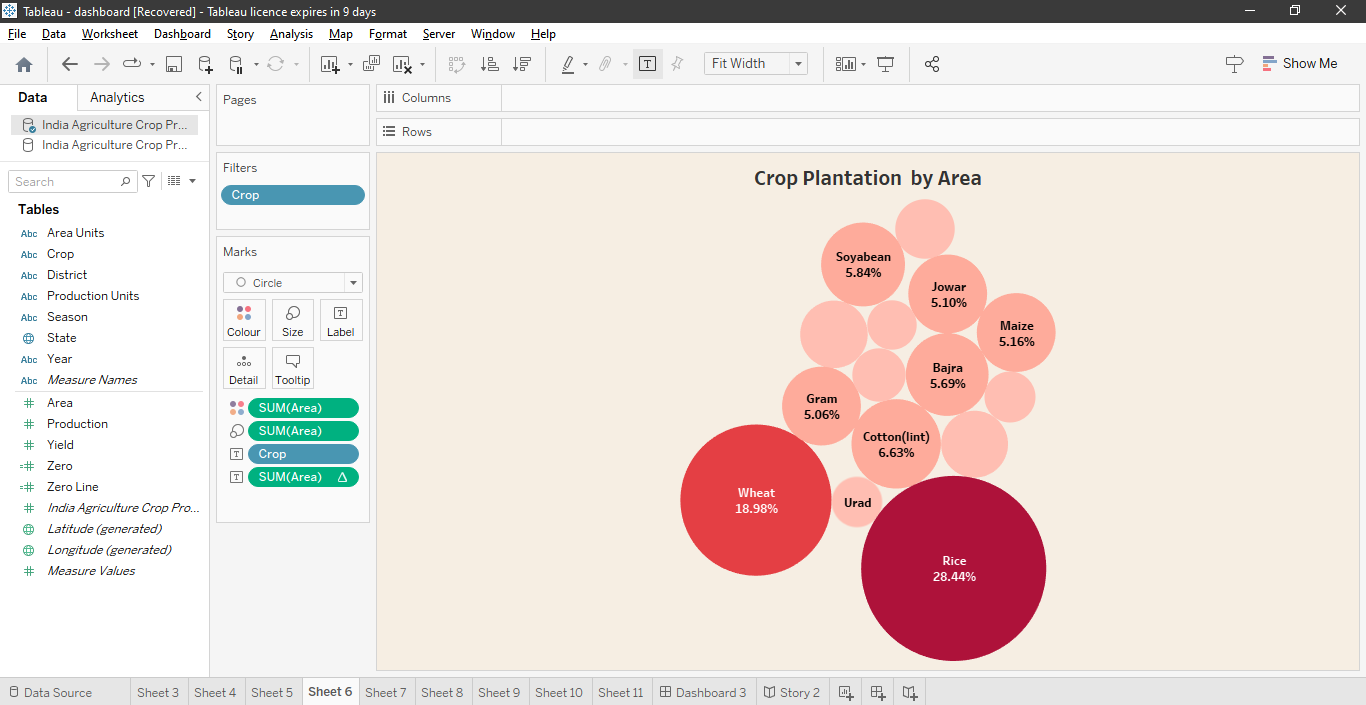 Tableau - dashboard [Recovered] - Tableau licence expires in 9 days
File Data Worksheet Dashboard Story Analysis Map Format Server Window Help
Fit Width
Show Me
Data Analytics
India Agriculture Crop Pr...
India Agriculture Crop Pr...
Search
Tables
Abc Area Units
Abc Crop
Abc District
Abc Production Units
Abc Season
State
Abc Year
Abc Measure Names
# Area
# Production
# Yield
=# Zero
=# Zero Line
# India Agriculture Crop Pro...
Latitude (generated)
Longitude (generated)
# Measure Values
Pages
Filters
Crop
Marks
Circle
Colour Size Label
Detail Tooltip
SUM(Area)
SUM(Area)
Crop
SUM(Area) Δ
Columns
Rows
Crop Plantation by Area
Soyabean
5.84%
Jowar
5.10%
Maize
5.16%
Bajra
5.69%
Gram
5.06%
Cotton(lint)
6.63%
Wheat
18.98%
Urad
Rice
28.44%
Data Source Sheet 3 Sheet 4 Sheet 5 Sheet 6 Sheet 7 Sheet 8 Sheet 9 Sheet 10 Sheet 11 Dashboard 3 Story 2